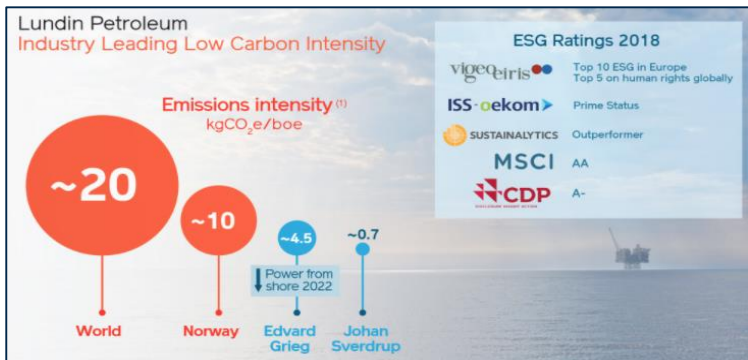 Lundin Petroleum
Industry Leading Low Carbon Intensity
Emissions intensity (1)
kgCO₂e/boe
~20
~10
~4.5
~0.7
Power from
shore 2022
World
Norway
Edvard
Grieg
Johan
Sverdrup
ESG Ratings 2018
vigeoeiris
Top 10 ESG in Europe
Top 5 on human rights globally
ISS-oekom
Prime Status
SUSTAINALYTICS
Outperformer
MSCI
AA
CDP
A-